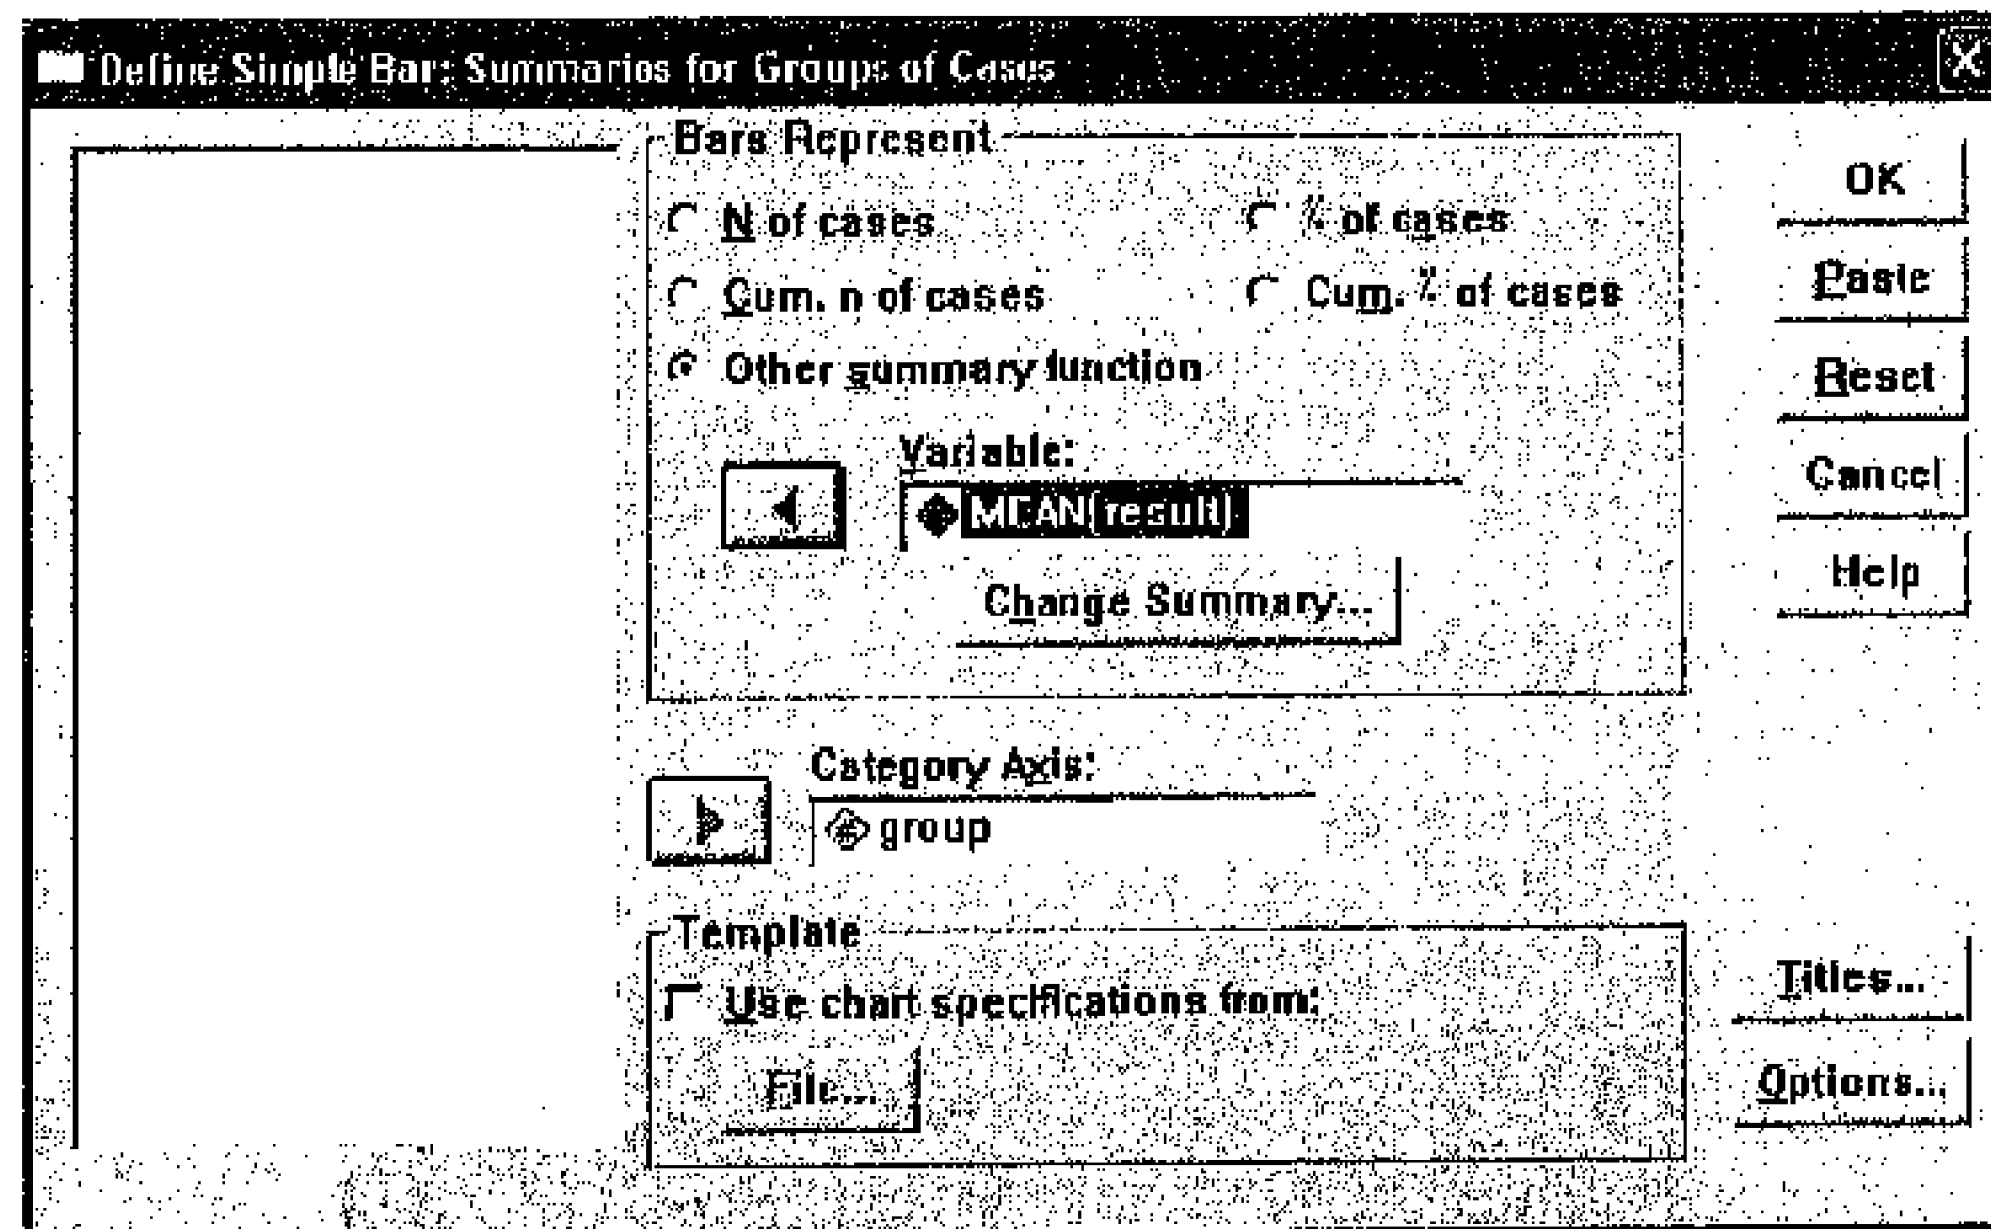 Define Simple Bar: Summaries for Groups of Cases
Bars Represent
N of cases
% of cases
Cum. n of cases
Cum. % of cases
Other summary function
Variable:
MEAN(result)
Change Summary...
Category Axis:
group
Template
Use chart specifications from:
File...
OK
Paste
Reset
Cancel
Help
Titles...
Options...